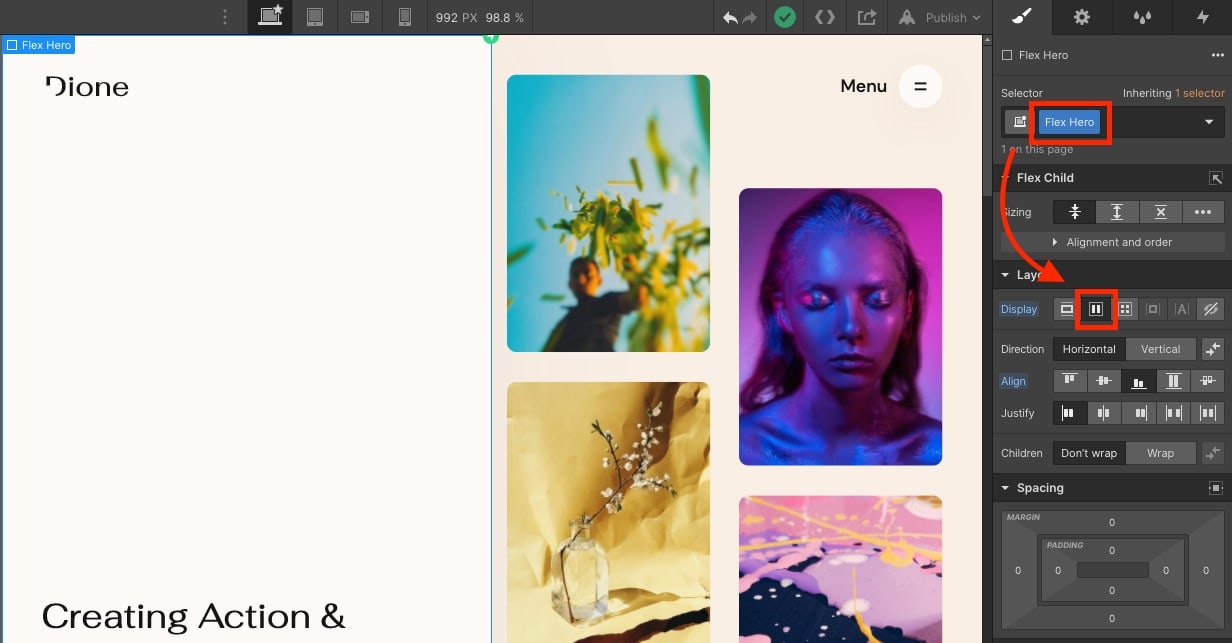 992 PX 98.8 %
Publish
Flex Hero
Dione
Menu
Creating Action &
Flex Hero
Selector
Inheriting 1 selector
Flex Hero
1 on this page
Flex Child
Sizing
Alignment and order
Layout
Display
Direction
Horizontal
Vertical
Align
Justify
Children
Don't wrap
Wrap
Spacing
MARGIN
0
PADDING
0
0
0
0
0
0
0